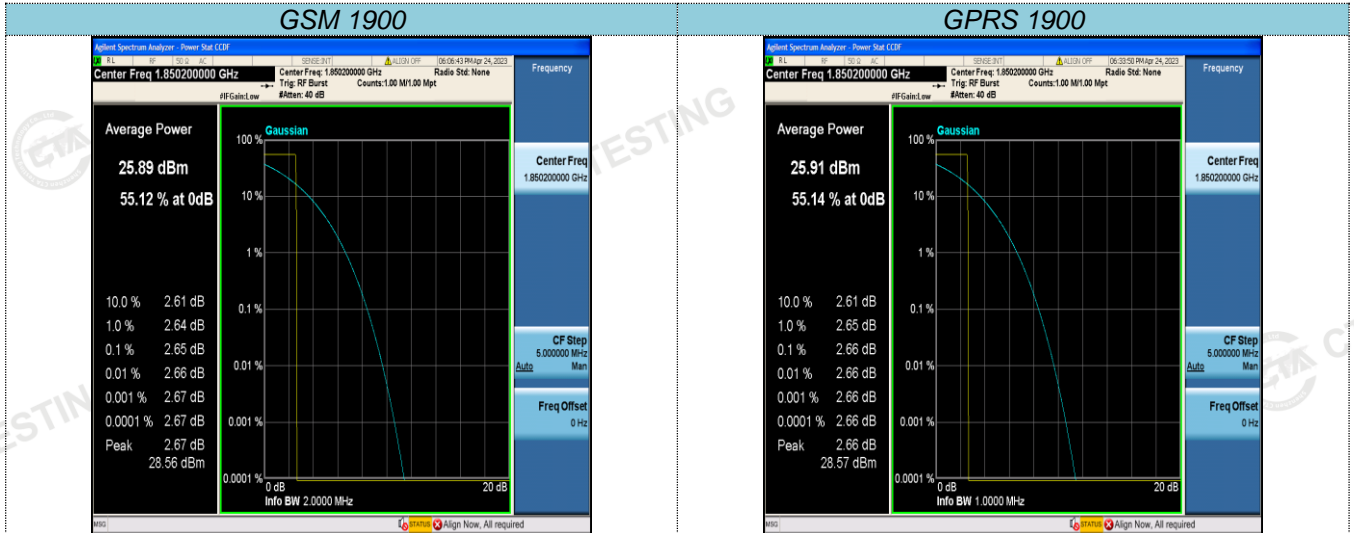 GSM 1900
Agilent Spectrum Analyzer - Power Stat CCDF
RL RF 50 Ω AC SENSE:INT ALIGN OFF 06:06:43 PM Apr 24, 2023
Center Freq 1.850200000 GHz
Center Freq: 1.850200000 GHz Radio Std: None
Trig: RF Burst Counts:1.00 M/1.00 Mpt
#IFGain:Low #Atten: 40 dB
Frequency
Average Power
25.89 dBm
55.12 % at 0dB
10.0 % 2.61 dB
1.0 % 2.64 dB
0.1 % 2.65 dB
0.01 % 2.66 dB
0.001 % 2.67 dB
0.0001 % 2.67 dB
Peak 2.67 dB
28.56 dBm
Gaussian
100 %
10 %
1 %
0.1 %
0.01 %
0.001 %
0.0001 %
0 dB 20 dB
Info BW 2.0000 MHz
Center Freq
1.850200000 GHz
CF Step
5.000000 MHz
Auto Man
Freq Offset
0 Hz
MSG STATUS Align Now, All required
GPRS 1900
Agilent Spectrum Analyzer - Power Stat CCDF
RL RF 50 Ω AC SENSE:INT ALIGN OFF 06:33:50 PM Apr 24, 2023
Center Freq 1.850200000 GHz
Center Freq: 1.850200000 GHz Radio Std: None
Trig: RF Burst Counts:1.00 M/1.00 Mpt
#IFGain:Low #Atten: 40 dB
Frequency
Average Power
25.91 dBm
55.14 % at 0dB
10.0 % 2.61 dB
1.0 % 2.65 dB
0.1 % 2.66 dB
0.01 % 2.66 dB
0.001 % 2.66 dB
0.0001 % 2.66 dB
Peak 2.66 dB
28.57 dBm
Gaussian
100 %
10 %
1 %
0.1 %
0.01 %
0.001 %
0.0001 %
0 dB 20 dB
Info BW 1.0000 MHz
Center Freq
1.850200000 GHz
CF Step
5.000000 MHz
Auto Man
Freq Offset
0 Hz
MSG STATUS Align Now, All required
CTA
TESTING
CTA